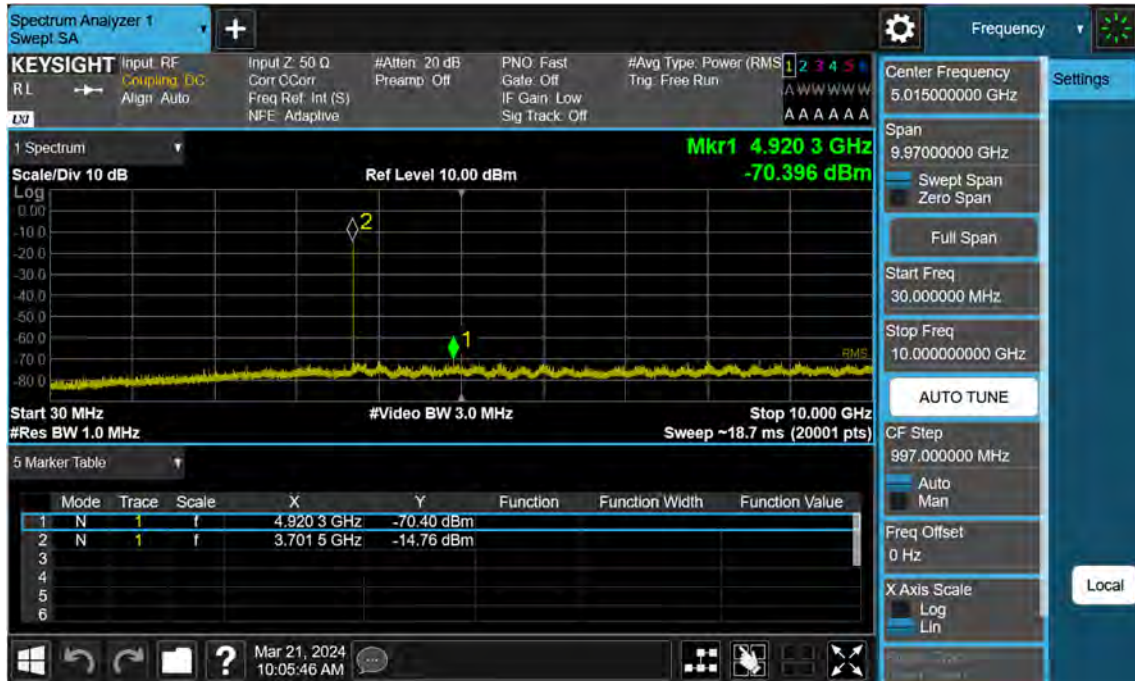 Spectrum Analyzer 1
Swept SA
Frequency
KEYSIGHT
RL
LXI
Input: RF
Coupling: DC
Align: Auto
Input Z: 50 Ω
Corr CCorr
Freq Ref: Int (S)
NFE: Adaptive
#Atten: 20 dB
Preamp: Off
PNO: Fast
Gate: Off
IF Gain: Low
Sig Track: Off
#Avg Type: Power (RMS
Trig: Free Run
1 2 3 4 5 6
A W W W W W
A A A A A A
1 Spectrum
Scale/Div 10 dB
Ref Level 10.00 dBm
Mkr1 4.920 3 GHz
-70.396 dBm
Log
0.00
-10.0
-20.0
-30.0
-40.0
-50.0
-60.0
-70.0
-80.0
2
1
RMS
Start 30 MHz
#Video BW 3.0 MHz
Stop 10.000 GHz
#Res BW 1.0 MHz
Sweep ~18.7 ms (20001 pts)
5 Marker Table
Mode Trace Scale X Y Function Function Width Function Value
1 N 1 f 4.920 3 GHz -70.40 dBm
2 N 1 f 3.701 5 GHz -14.76 dBm
3
4
5
6
Mar 21, 2024
10:05:46 AM
Center Frequency
5.015000000 GHz
Span
9.97000000 GHz
Swept Span
Zero Span
Full Span
Start Freq
30.000000 MHz
Stop Freq
10.000000000 GHz
AUTO TUNE
CF Step
997.000000 MHz
Auto
Man
Freq Offset
0 Hz
X Axis Scale
Log
Lin
Settings
Local